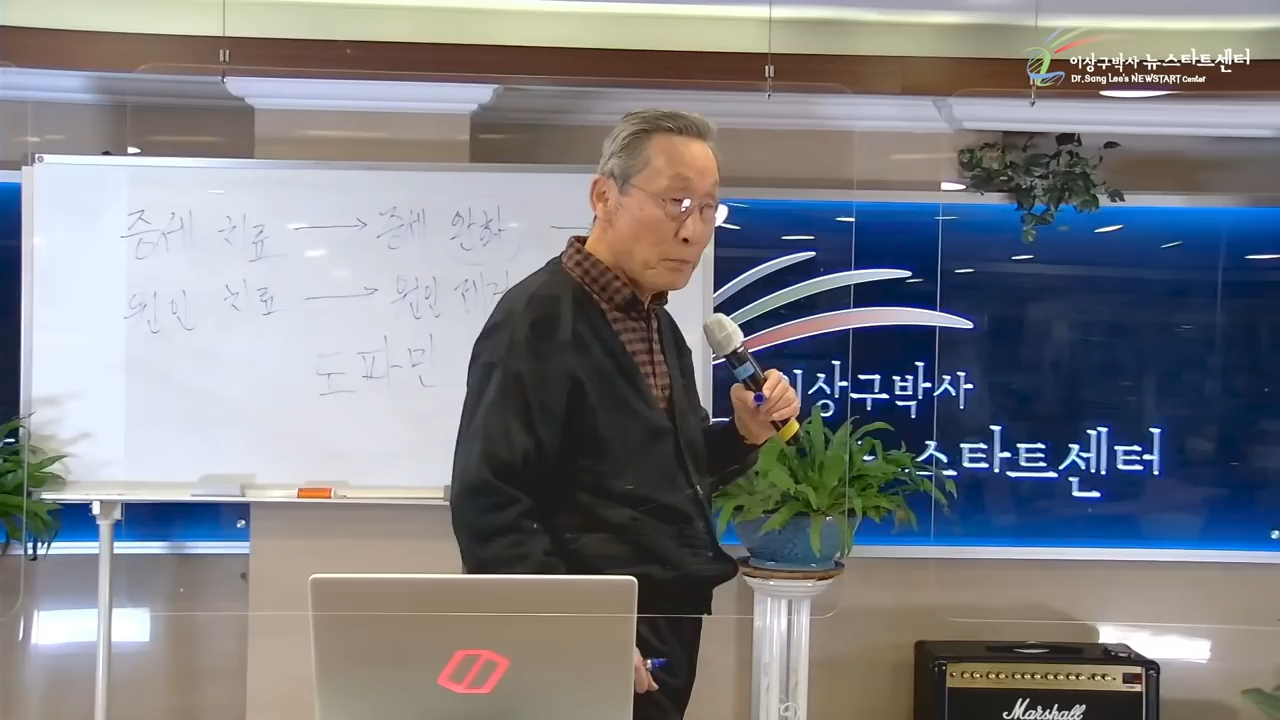 이상구박사 뉴스타트센터
Dr. Sang Lee's NEWSTART Center
증세 치료 → 증세 완화 →
원인 치료 → 원인 제거
도파민
이상구박사
스타트센터
Marshall